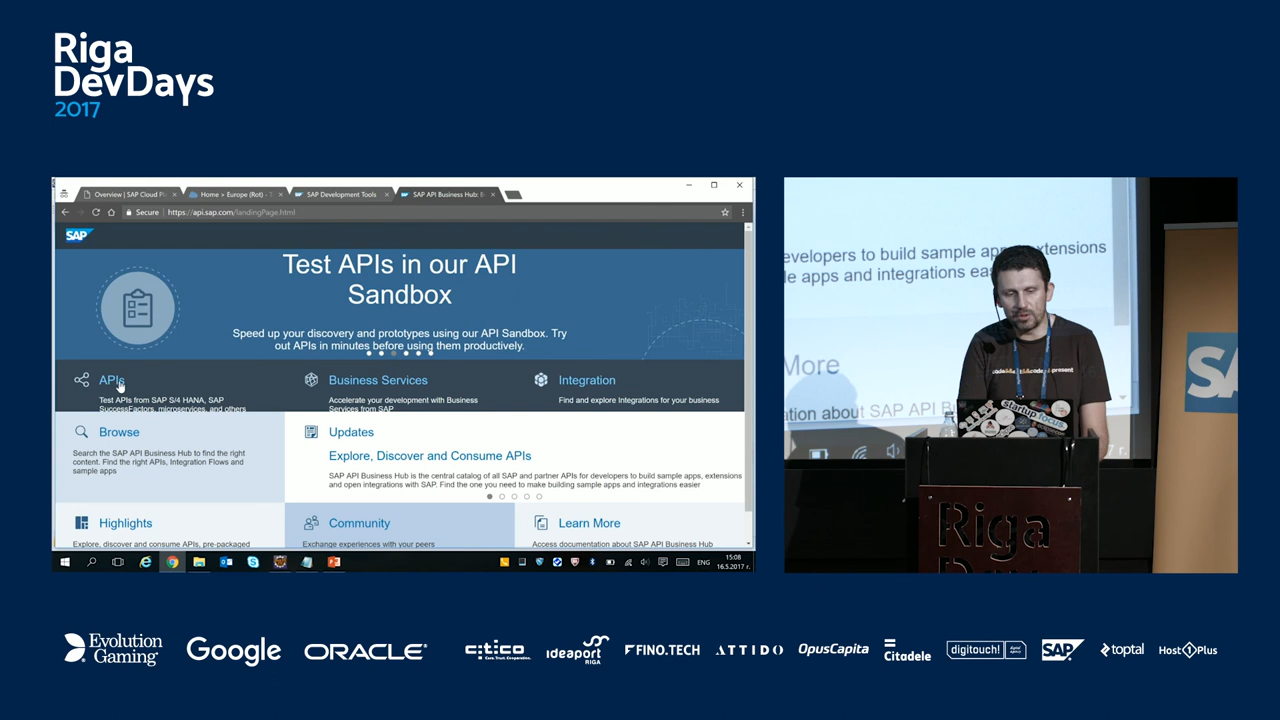 Riga
DevDays
2017
Overview | SAP Cloud Pl
Home > Europe (Rot) -
SAP Development Tools
SAP API Business Hub:
Secure
https://api.sap.com/landingPage.html
SAP
Test APIs in our API
Sandbox
Speed up your discovery and prototypes using our API Sandbox. Try
out APIs in minutes before using them productively.
APIs
Test APIs from SAP S/4 HANA, SAP
SuccessFactors, microservices, and others
Business Services
Accelerate your development with Business
Services from SAP
Integration
Find and explore Integrations for your business
Browse
Search the SAP API Business Hub to find the right
content. Find the right APIs, Integration Flows and
sample apps
Updates
Explore, Discover and Consume APIs
SAP API Business Hub is the central catalog of all SAP and partner APIs for developers to build sample apps, extensions
and open integrations with SAP. Find the one you need to make building sample apps and integrations easier
Highlights
Explore, discover and consume APIs, pre-packaged
Community
Exchange experiences with your peers
Learn More
Access documentation about SAP API Business Hub
ENG
15:08
16.5.2017 г.
evelopers to build sample app extensions
le apps and integrations eas
More
ation about SAP API B
startup focus
SA
Riga
Evolution
Gaming
Google
ORACLE
citico
ideaport
RIGA
FINO.TECH
ATTIDO
OpusCapita
Citadele
digitouch!
SAP
toptal
Host1Plus